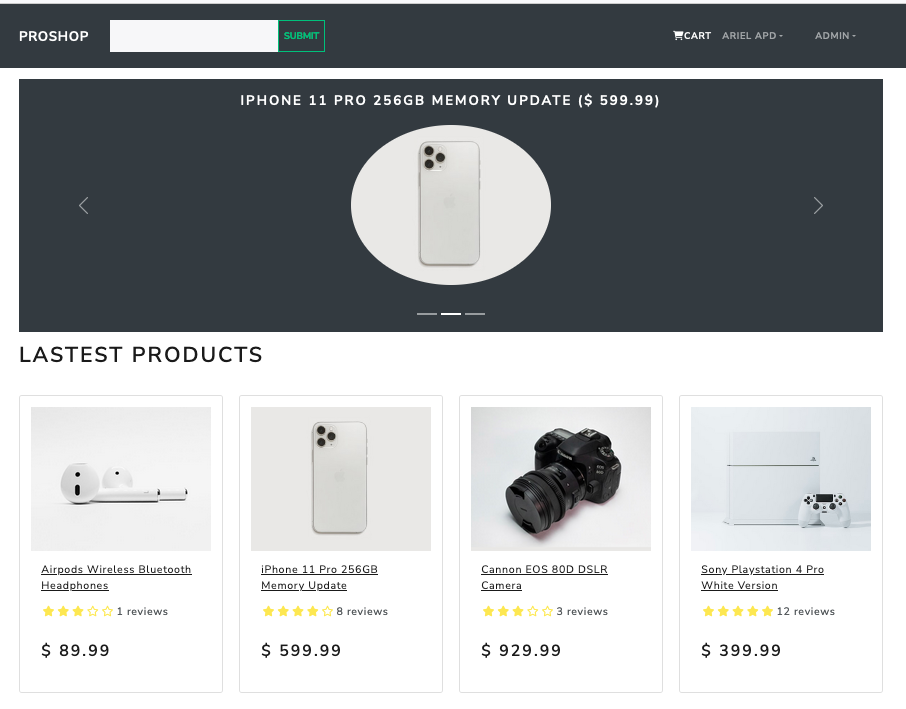 PROSHOP
SUBMIT
CART
ARIEL APD
ADMIN
IPHONE 11 PRO 256GB MEMORY UPDATE ($ 599.99)
LASTEST PRODUCTS
Airpods Wireless Bluetooth
Headphones
1 reviews
$ 89.99
iPhone 11 Pro 256GB
Memory Update
8 reviews
$ 599.99
Cannon EOS 80D DSLR
Camera
3 reviews
$ 929.99
Sony Playstation 4 Pro
White Version
12 reviews
$ 399.99